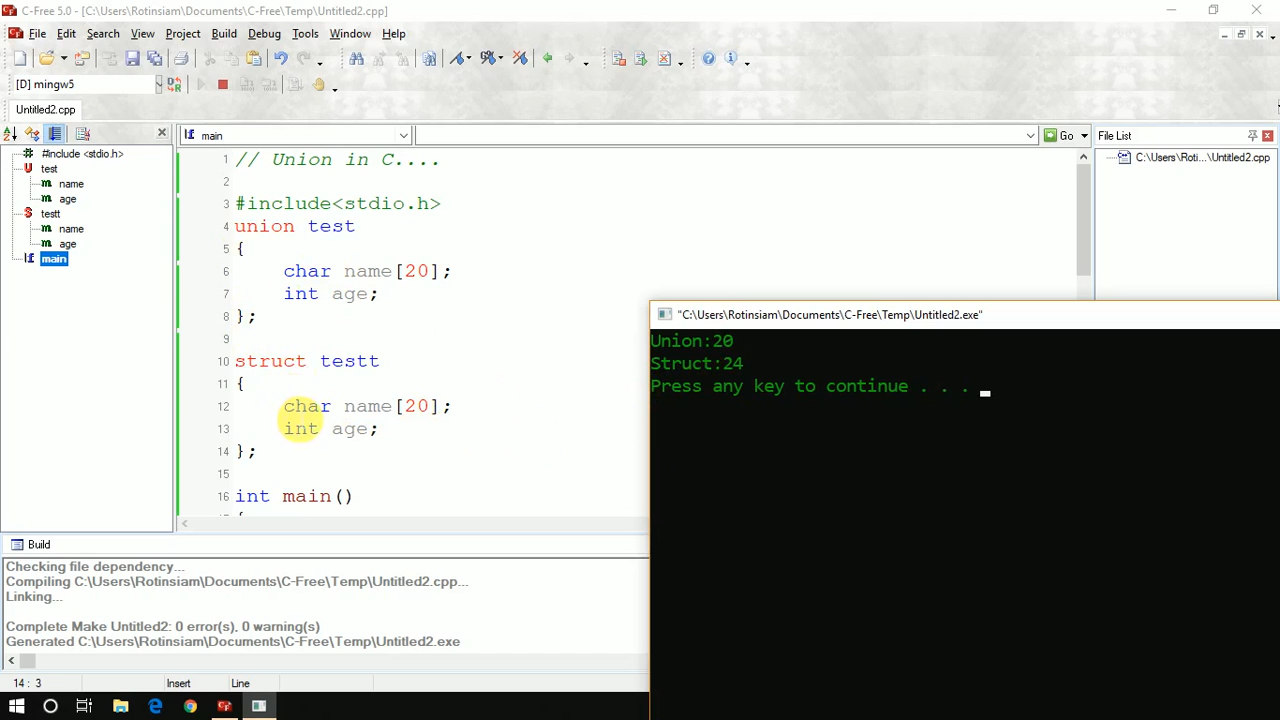 C-Free 5.0 - [C:\Users\Rotinsiam\Documents\C-Free\Temp\Untitled2.cpp]
File Edit Search View Project Build Debug Tools Window Help
[D] mingw5
Untitled2.cpp
#include <stdio.h>
test
name
age
testt
name
age
main
main
Go
1 // Union in C....
2
3 #include<stdio.h>
4 union test
5 {
6 char name[20];
7 int age;
8 };
9
10 struct testt
11 {
12 char name[20];
13 int age;
14 };
15
16 int main()
File List
C:\Users\Roti...\Untitled2.cpp
"C:\Users\Rotinsiam\Documents\C-Free\Temp\Untitled2.exe"
Union:20
Struct:24
Press any key to continue . . .
Build
Checking file dependency...
Compiling C:\Users\Rotinsiam\Documents\C-Free\Temp\Untitled2.cpp...
Linking...
Complete Make Untitled2: 0 error(s), 0 warning(s)
Generated C:\Users\Rotinsiam\Documents\C-Free\Temp\Untitled2.exe
14 : 3 Insert Line